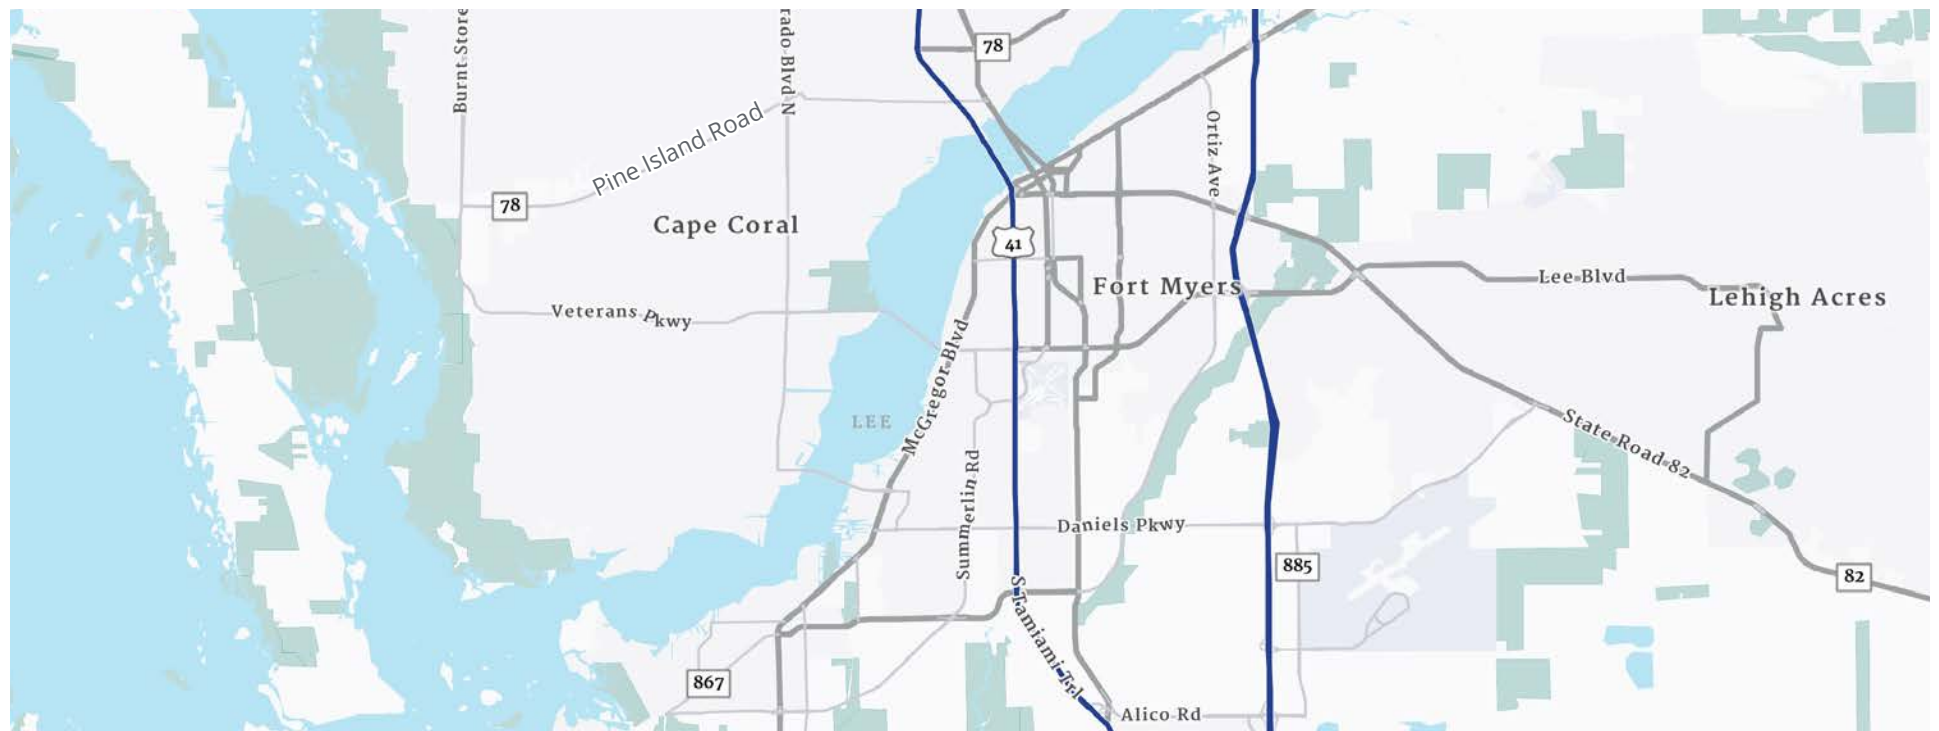 Burnt Store
rado Blvd N
78
Pine Island Road
Ortiz Ave
78
Cape Coral
41
Fort Myers
Lee Blvd
Lehigh Acres
Veterans Pkwy
McGregor Blvd
LEE
State Road 82
Summerlin Rd
Daniels Pkwy
885
82
S Tamiami Trl
867
Alico Rd